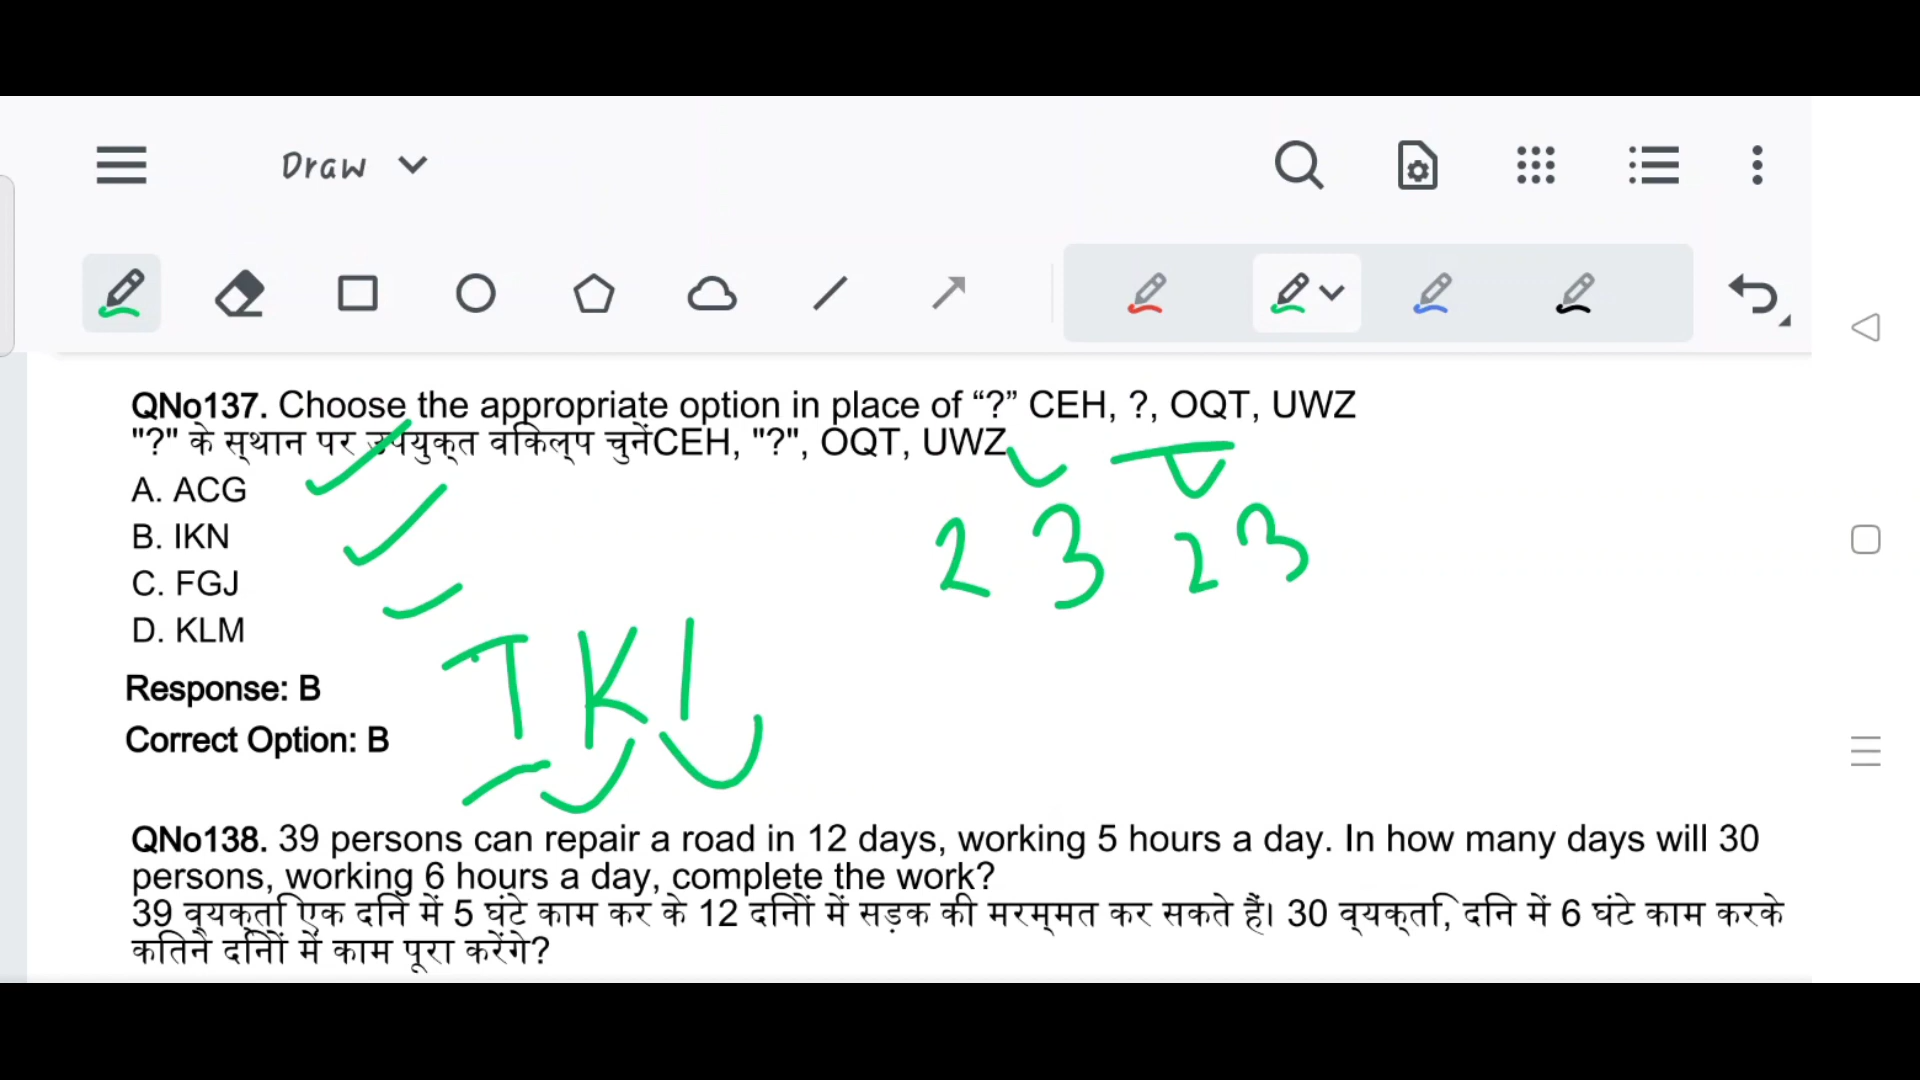 Draw
QNo137. Choose the appropriate option in place of “?” CEH, ?, OQT, UWZ
"?" के स्थान पर उपयुक्त विकल्प चुनेंCEH, "?", OQT, UWZ
A. ACG
B. IKN
C. FGJ
D. KLM
2 3 2 3
I K L
Response: B
Correct Option: B
QNo138. 39 persons can repair a road in 12 days, working 5 hours a day. In how many days will 30
persons, working 6 hours a day, complete the work?
39 व्यक्ति एक दिन में 5 घंटे काम कर के 12 दिनों में सड़क की मरम्मत कर सकते हैं। 30 व्यक्ति, दिन में 6 घंटे काम करके
कितने दिनों में काम पूरा करेंगे?